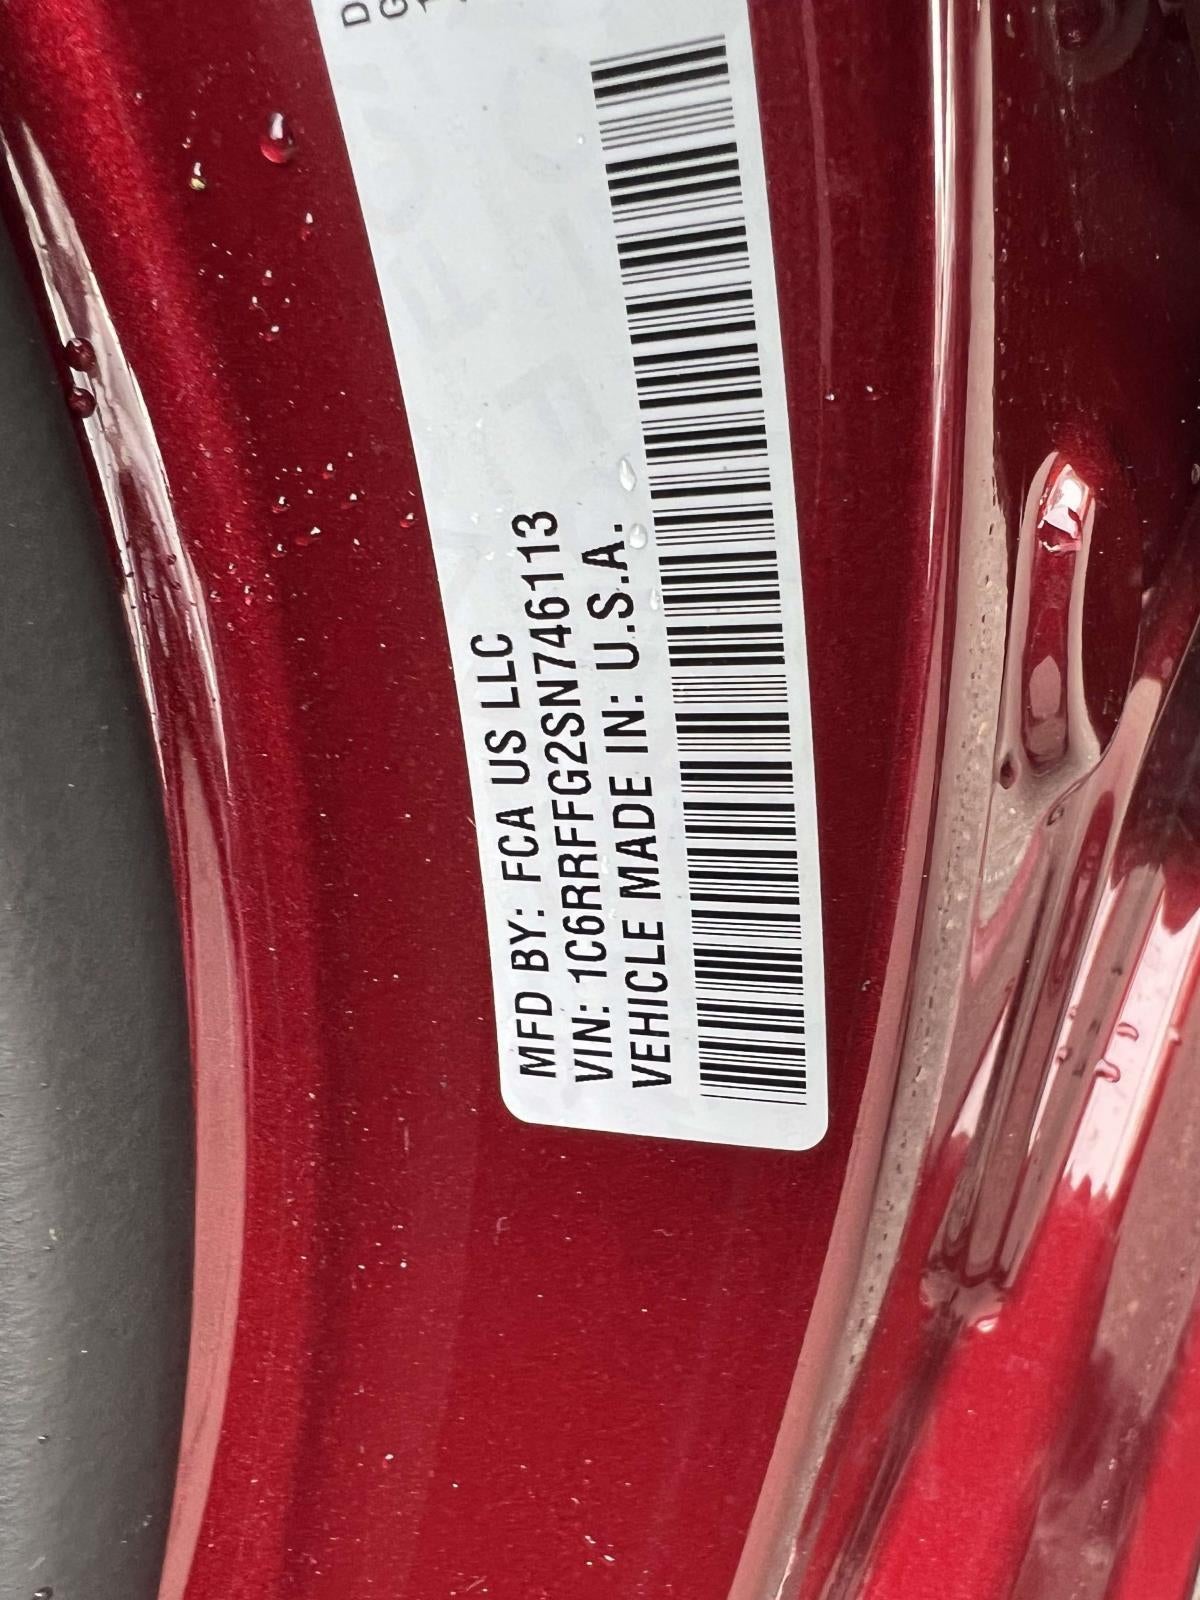 MFD BY: FCA US LLC
VIN: 1C6RRFFG2SN746113
VEHICLE MADE IN: U.S.A.